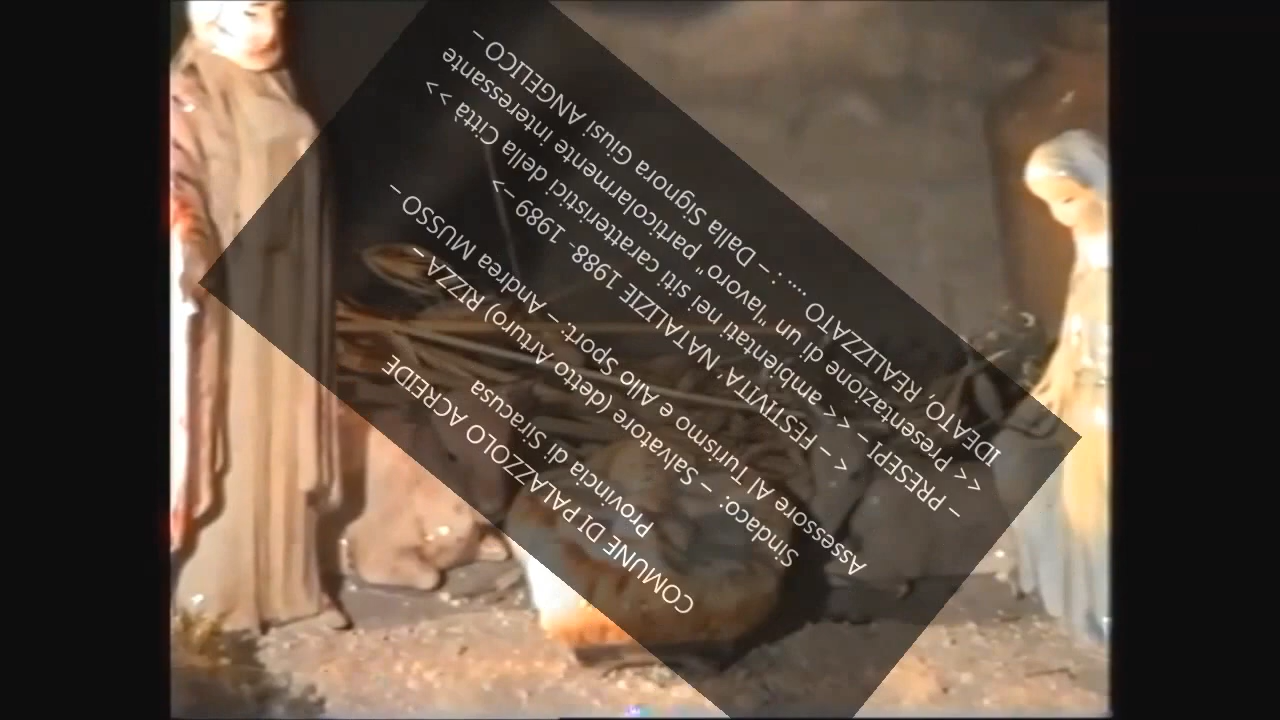 COMUNE DI PALAZZOLO ACREIDE
Provincia di Siracusa
Sindaco: – Salvatore (detto Arturo) RIZZA –
Assessore Al Turismo e Allo Sport: – Andrea MUSSO –
< – FESTIVITA’ NATALIZIE 1988- 1989 – >
– PRESEPI – < < ambientati nei siti caratteristici della Città > >
< < Presentazione di un "lavoro" particolarmente interessante
IDEATO, REALIZZATO .... : – Dalla Signora Giusi ANGELICO –